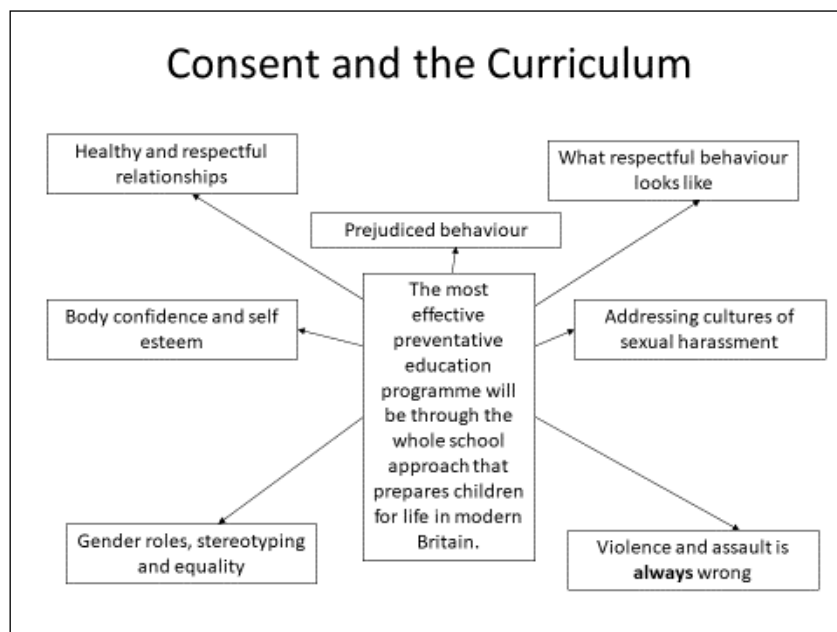 Consent and the Curriculum
Healthy and respectful
relationships
What respectful behaviour
looks like
Prejudiced behaviour
Body confidence and self
esteem
The most
effective
preventative
education
programme will
be through the
whole school
approach that
prepares children
for life in modern
Britain.
Addressing cultures of
sexual harassment
Gender roles, stereotyping
and equality
Violence and assault is
always wrong